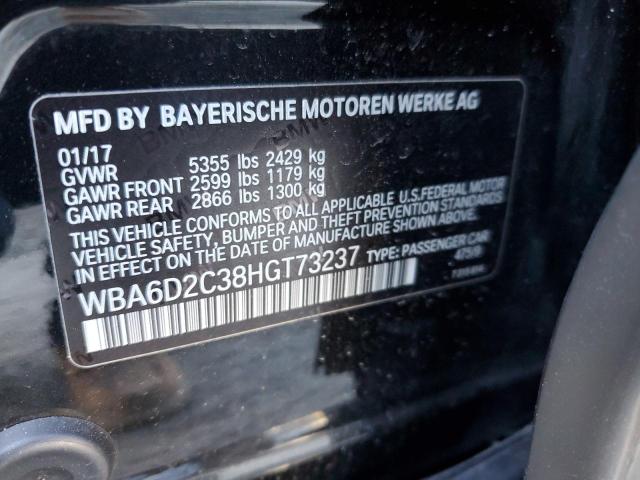 MFD BY BAYERISCHE MOTOREN WERKE AG
01/17
GVWR 5355 lbs 2429 kg
GAWR FRONT 2599 lbs 1179 kg
GAWR REAR 2866 lbs 1300 kg
THIS VEHICLE CONFORMS TO ALL APPLICABLE U.S.FEDERAL MOTOR
VEHICLE SAFETY, BUMPER AND THEFT PREVENTION STANDARDS
IN EFFECT ON THE DATE OF MANUFACTURE SHOWN ABOVE.
WBA6D2C38HGT73237 TYPE: PASSENGER CAR